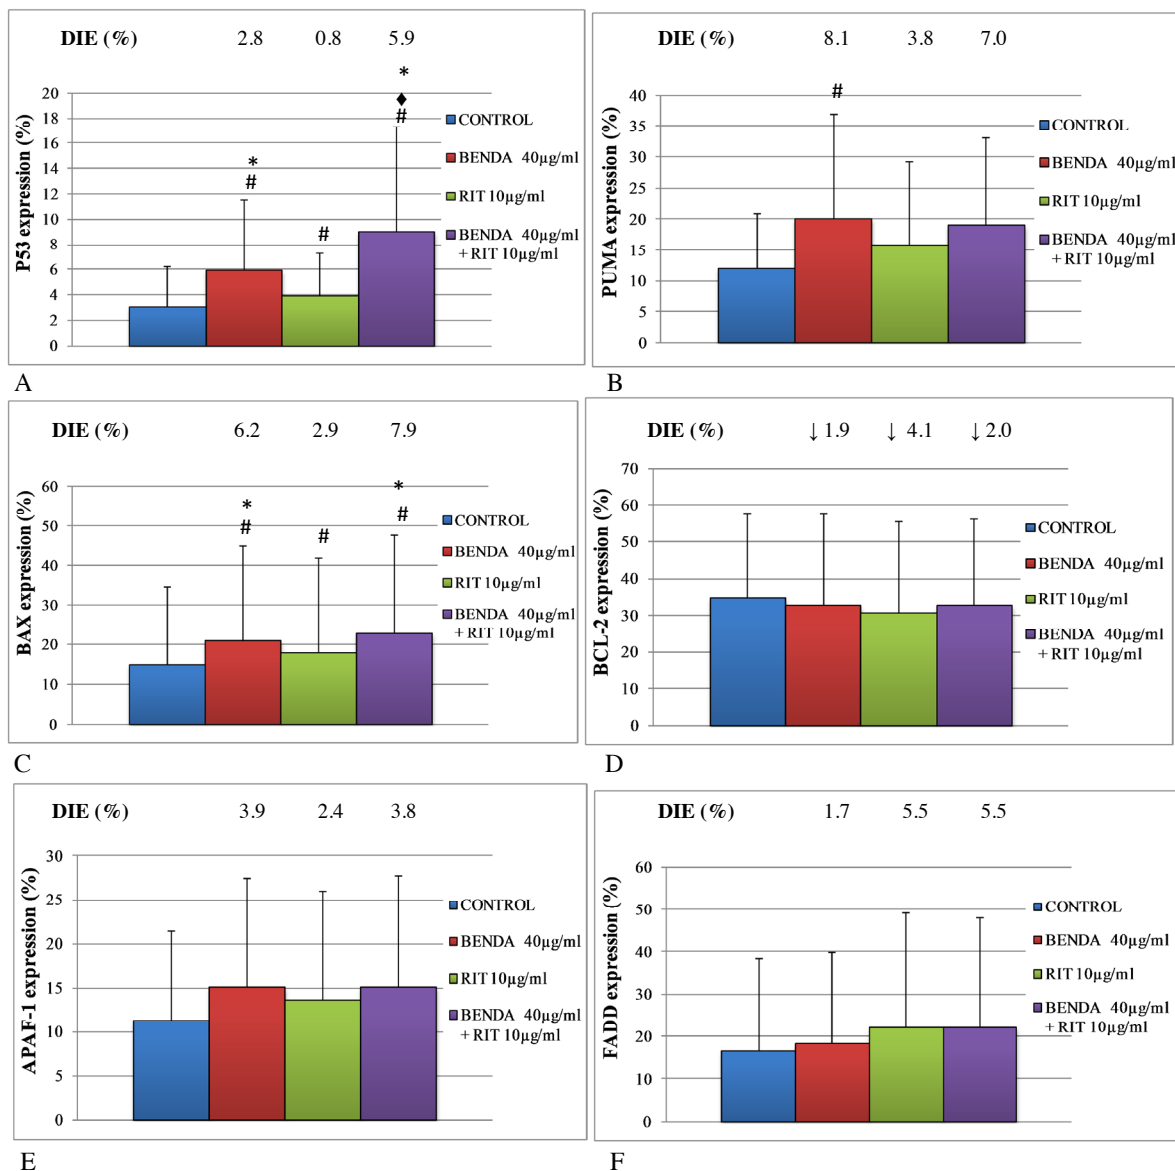 DIE (%) 2.8 0.8 5.9
*
♦
* #
#
#
P53 expression (%)
20
18
16
14
12
10
8
6
4
2
0
CONTROL
BENDA 40µg/ml
RIT 10µg/ml
BENDA 40µg/ml
+ RIT 10µg/ml
A
DIE (%) 8.1 3.8 7.0
#
PUMA expression (%)
40
35
30
25
20
15
10
5
0
CONTROL
BENDA 40µg/ml
RIT 10µg/ml
BENDA 40µg/ml
+ RIT 10µg/ml
B
DIE (%) 6.2 2.9 7.9
* *
# # #
BAX expression (%)
60
50
40
30
20
10
0
CONTROL
BENDA 40µg/ml
RIT 10µg/ml
BENDA 40µg/ml
+ RIT 10µg/ml
C
DIE (%) ↓ 1.9 ↓ 4.1 ↓ 2.0
BCL-2 expression (%)
70
60
50
40
30
20
10
0
CONTROL
BENDA 40µg/ml
RIT 10µg/ml
BENDA 40µg/ml
+ RIT 10µg/ml
D
DIE (%) 3.9 2.4 3.8
APAF-1 expression (%)
30
25
20
15
10
5
0
CONTROL
BENDA 40µg/ml
RIT 10µg/ml
BENDA 40µg/ml
+ RIT 10µg/ml
E
DIE (%) 1.7 5.5 5.5
FADD expression (%)
60
50
40
30
20
10
0
CONTROL
BENDA 40µg/ml
RIT 10µg/ml
BENDA 40µg/ml
+ RIT 10µg/ml
F